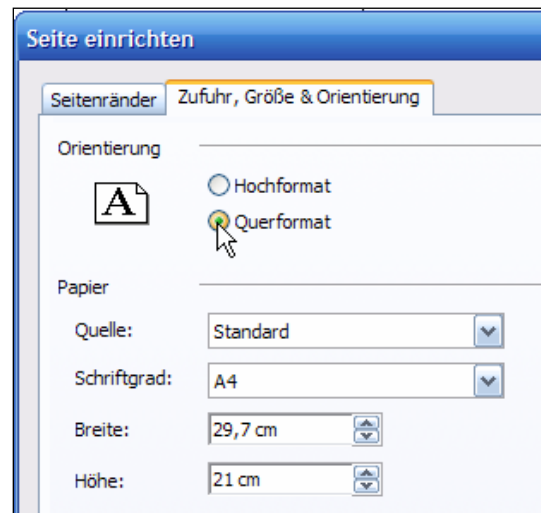 Seite einrichten
Seitenränder Zufuhr, Größe & Orientierung
Orientierung
A
Hochformat
Querformat
Papier
Quelle: Standard
Schriftgrad: A4
Breite: 29,7 cm
Höhe: 21 cm